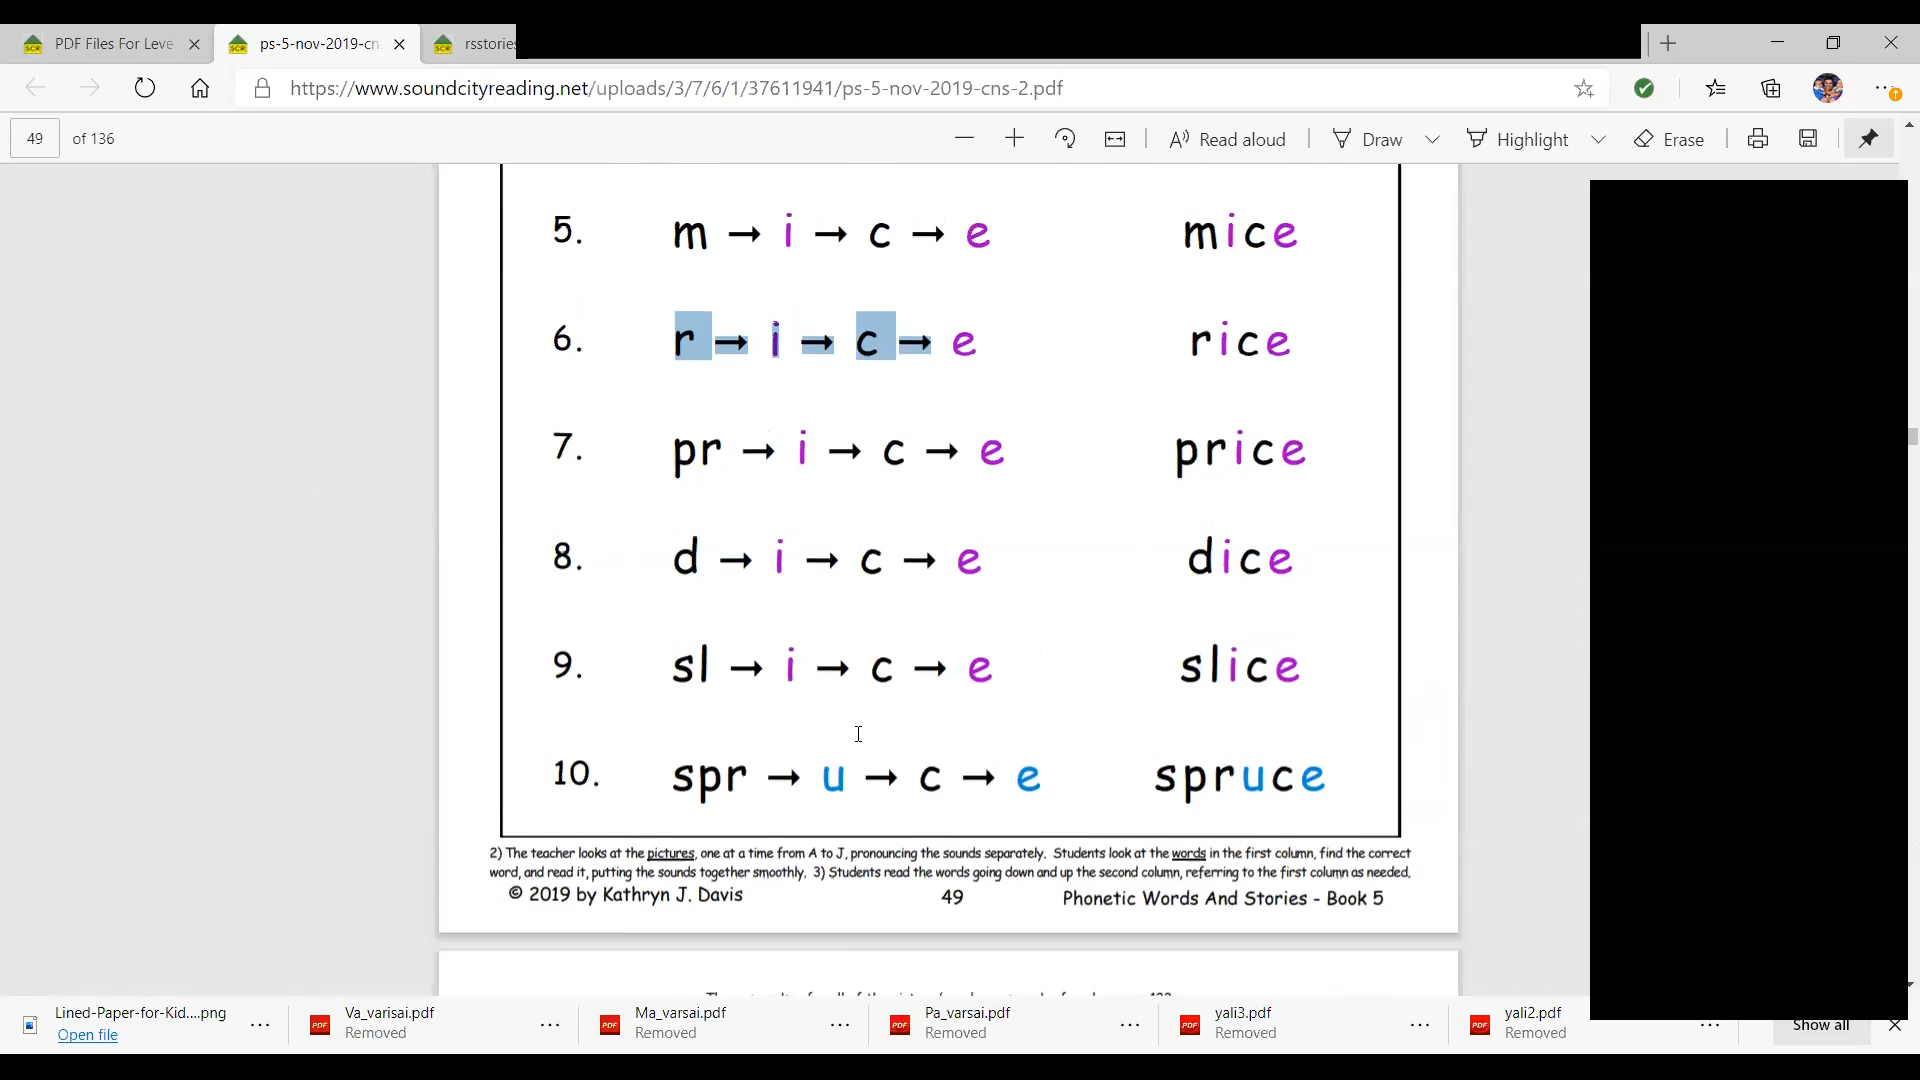 PDF Files For Leve
ps-5-nov-2019-cn
rsstories
https://www.soundcityreading.net/uploads/3/7/6/1/37611941/ps-5-nov-2019-cns-2.pdf
49 of 136
Read aloud Draw Highlight Erase
5. m → i → c → e mice
6. r → i → c → e rice
7. pr → i → c → e price
8. d → i → c → e dice
9. sl → i → c → e slice
10. spr → u → c → e spruce
2) The teacher looks at the pictures, one at a time from A to J, pronouncing the sounds separately. Students look at the words in the first column, find the correct
word, and read it, putting the sounds together smoothly. 3) Students read the words going down and up the second column, referring to the first column as needed.
© 2019 by Kathryn J. Davis 49 Phonetic Words And Stories - Book 5
Lined-Paper-for-Kid....png
Open file
Va_varisai.pdf
Removed
Ma_varsai.pdf
Removed
Pa_varsai.pdf
Removed
yali3.pdf
Removed
yali2.pdf
Removed
Show all